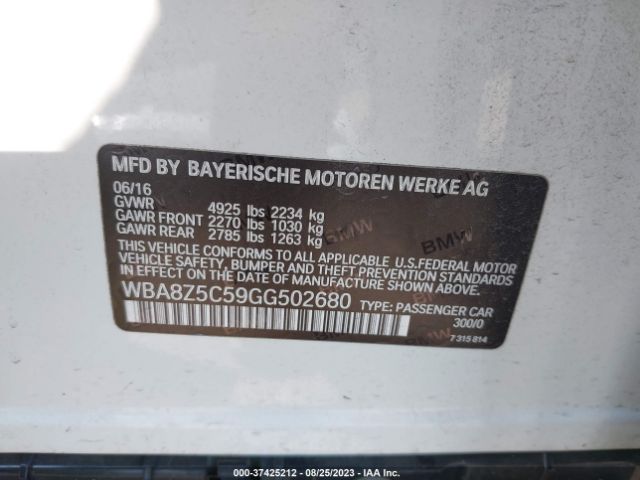 MFD BY BAYERISCHE MOTOREN WERKE AG
06/16
GVWR 4925 lbs 2234 kg
GAWR FRONT 2270 lbs 1030 kg
GAWR REAR 2785 lbs 1263 kg
THIS VEHICLE CONFORMS TO ALL APPLICABLE U.S.FEDERAL MOTOR
VEHICLE SAFETY, BUMPER AND THEFT PREVENTION STANDARDS
IN EFFECT ON THE DATE OF MANUFACTURE SHOWN ABOVE.
WBA8Z5C59GG502680 TYPE: PASSENGER CAR
300/0
7315814
BMW
000-37425212 - 08/25/2023 - IAA Inc.